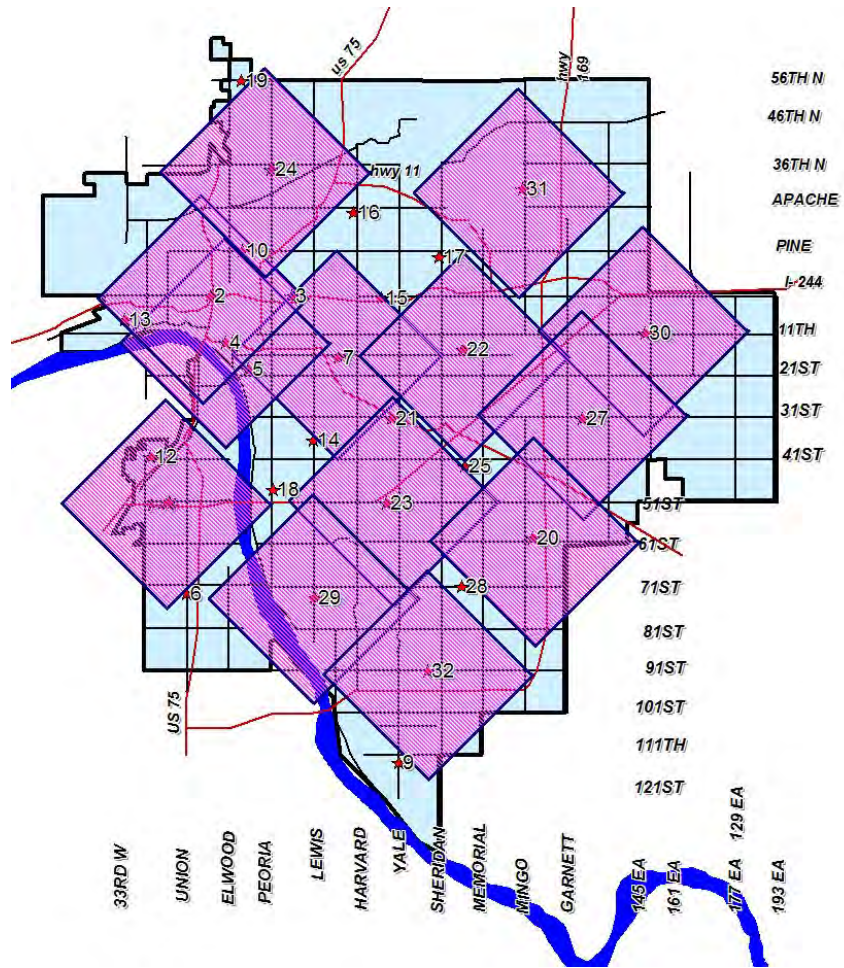 us 75
hwy 169
56TH N
19
46TH N
24
hwy 11
36TH N
31
APACHE
16
10
17
PINE
I-244
2
3
15
13
11TH
30
4
22
7
5
21ST
21
27
31ST
14
12
25
41ST
18
23
51ST
20
61ST
28
6
29
71ST
81ST
32
91ST
US 75
101ST
111TH
9
121ST
33RD W
UNION
ELWOOD
PEORIA
LEWIS
HARVARD
YALE
SHERIDAN
MEMORIAL
MINGO
GARNETT
145 EA
161 EA
177 EA
129 EA
193 EA